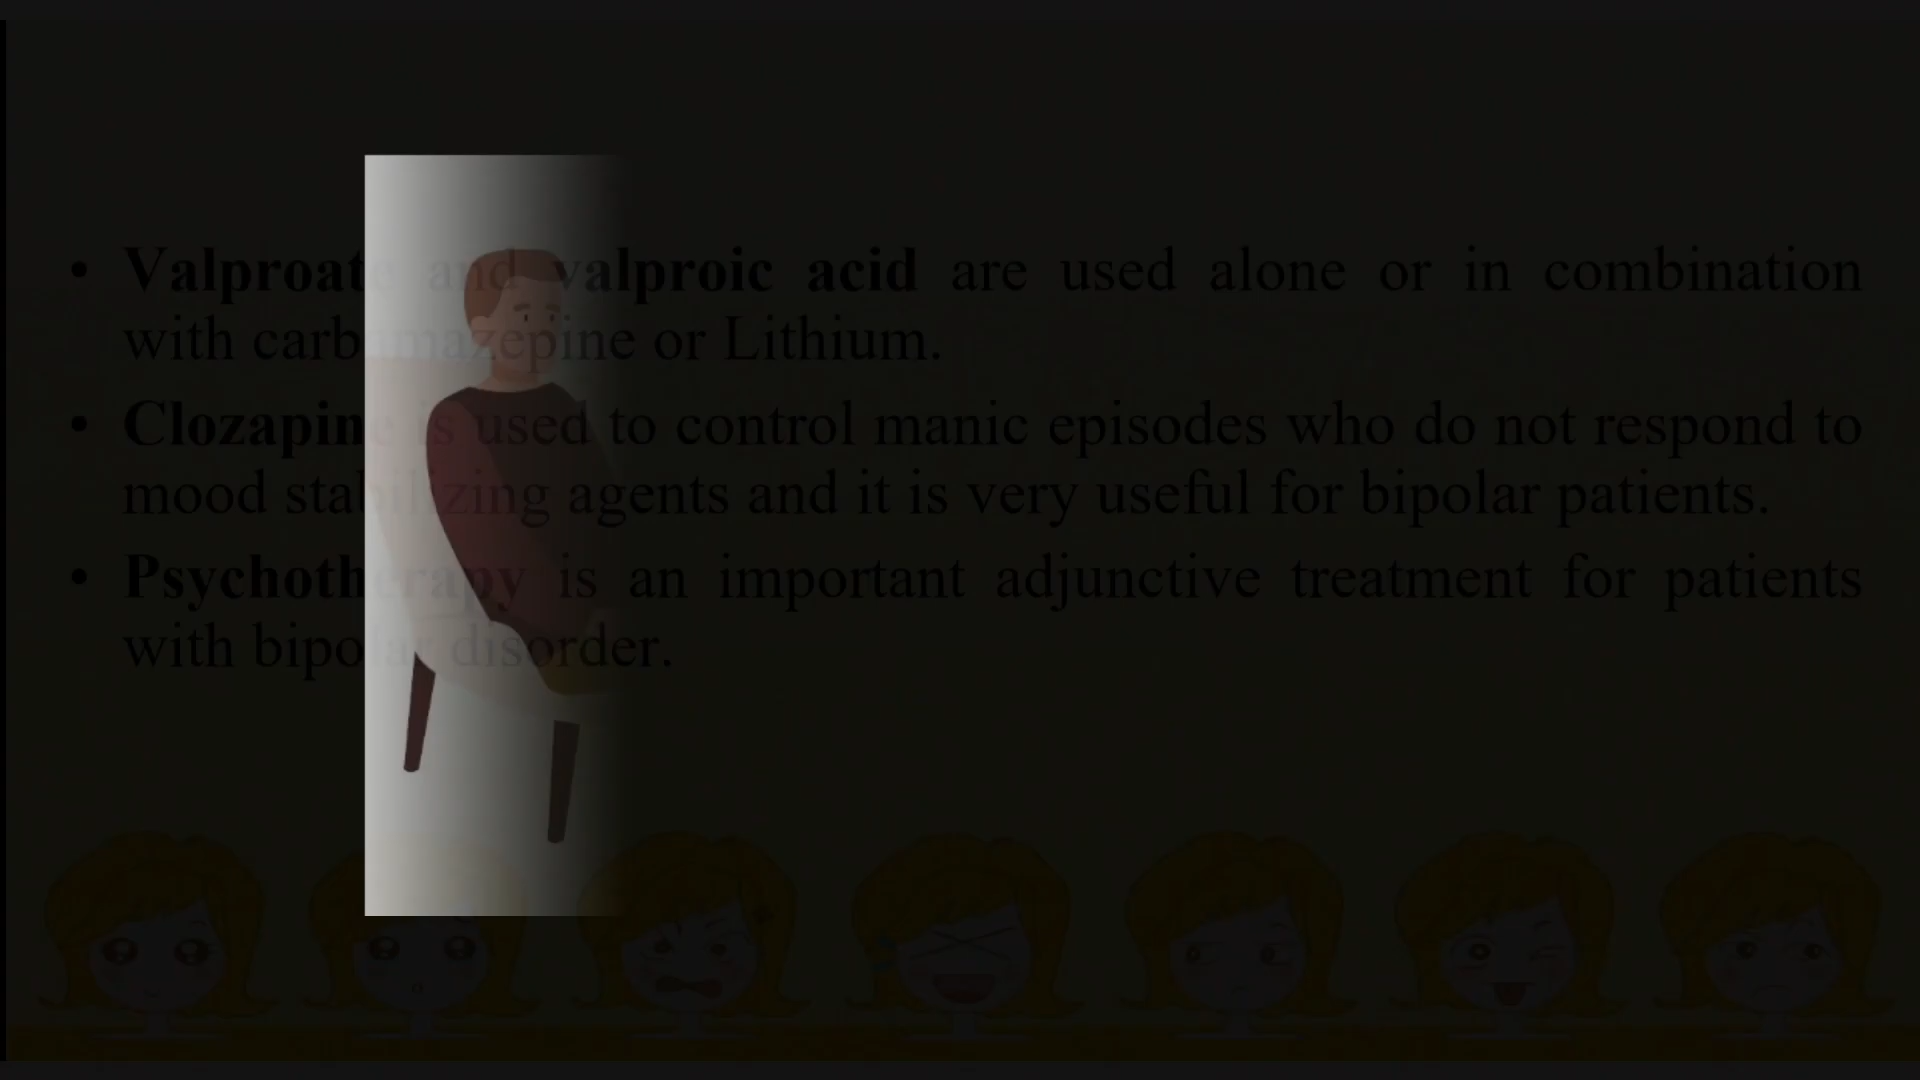 • Valproate and valproic acid are used alone or in combination
with carbamazepine or Lithium.
• Clozapine is used to control manic episodes who do not respond to
mood stabilizing agents and it is very useful for bipolar patients.
• Psychotherapy is an important adjunctive treatment for patients
with bipolar disorder.